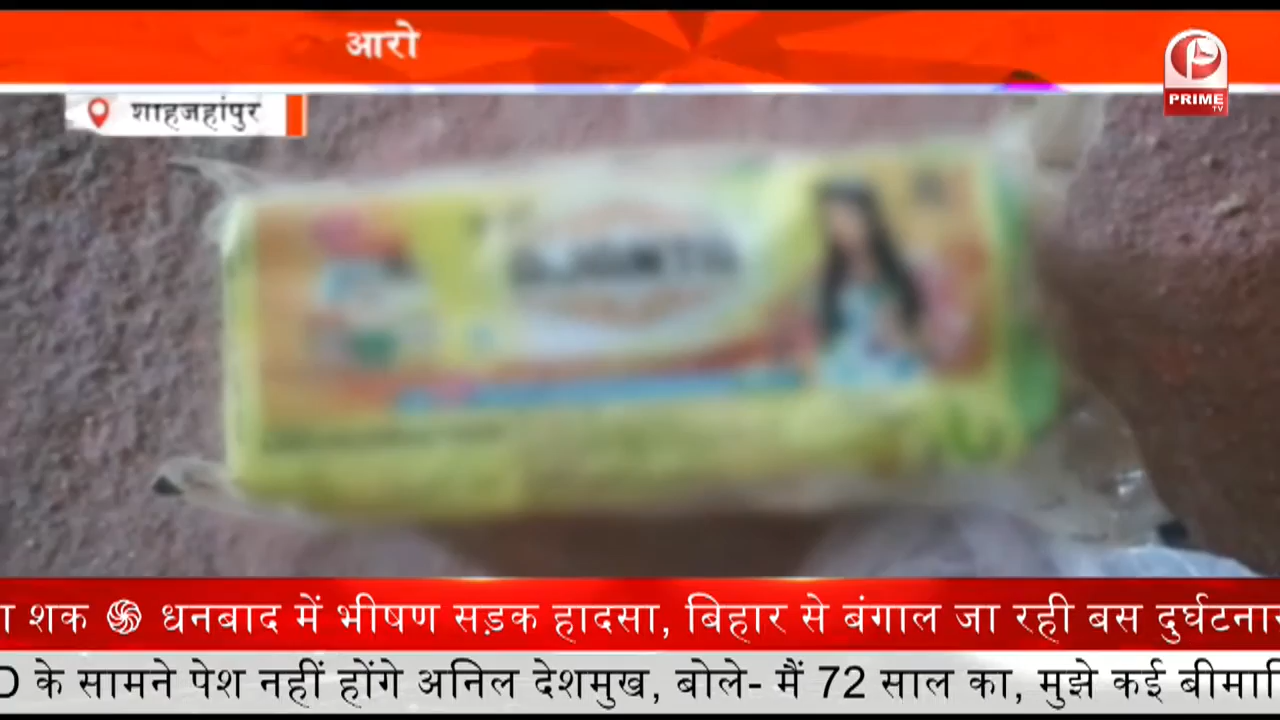 आरो
PRIME
TV
शाहजहांपुर
ा शक ֍ धनबाद में भीषण सड़क हादसा, बिहार से बंगाल जा रही बस दुर्घटनाग्र
D के सामने पेश नहीं होंगे अनिल देशमुख, बोले- मैं 72 साल का, मुझे कई बीमारि